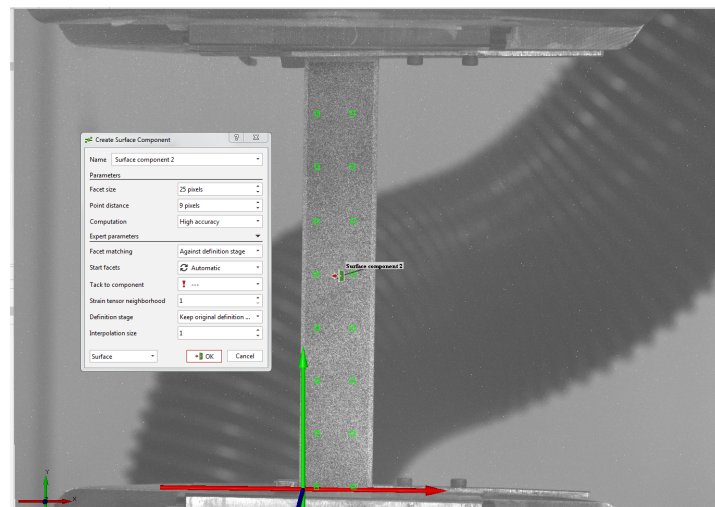 Create Surface Component
Name Surface component 2
Parameters
Facet size 25 pixels
Point distance 9 pixels
Computation High accuracy
Expert parameters
Facet matching Against definition stage
Start facets Automatic
Tack to component ! ---
Strain tensor neighborhood 1
Definition stage Keep original definition ...
Interpolation size 1
Surface OK Cancel
Surface component 2
Y
X